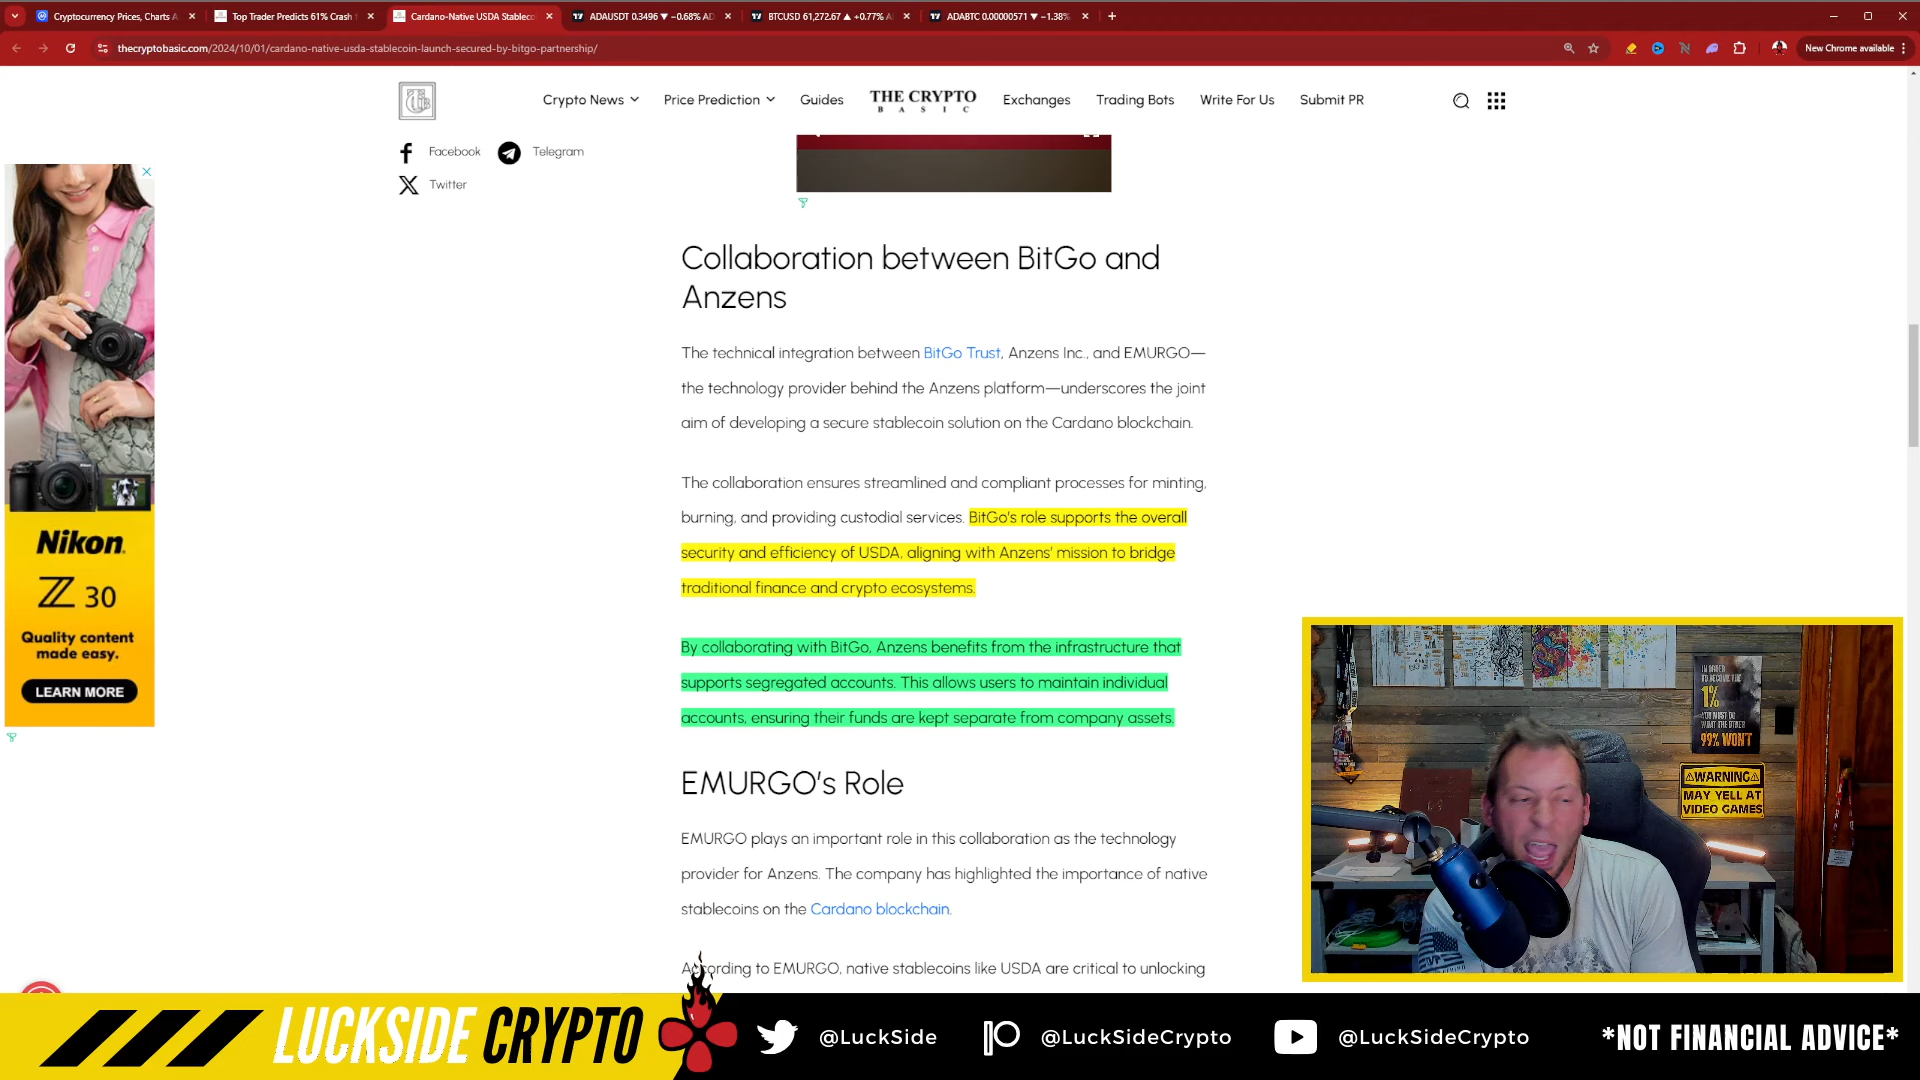 Cryptocurrency Prices, Charts A
Top Trader Predicts 61% Crash
Cardano-Native USDA Stableco
ADAUSDT 0.3496 ▼ −0.68% AD
BTCUSD 61,272.67 ▲ +0.77% A
ADABTC 0.00000571 ▼ −1.38%
thecryptobasic.com/2024/10/01/cardano-native-usda-stablecoin-launch-secured-by-bitgo-partnership/
New Chrome available
Crypto News
Price Prediction
Guides
THE CRYPTO
BASIC
Exchanges
Trading Bots
Write For Us
Submit PR
Facebook
Telegram
Twitter
Collaboration between BitGo and
Anzens
The technical integration between BitGo Trust, Anzens Inc., and EMURGO—
the technology provider behind the Anzens platform—underscores the joint
aim of developing a secure stablecoin solution on the Cardano blockchain.
The collaboration ensures streamlined and compliant processes for minting,
burning, and providing custodial services. BitGo's role supports the overall
security and efficiency of USDA, aligning with Anzens' mission to bridge
traditional finance and crypto ecosystems.
By collaborating with BitGo, Anzens benefits from the infrastructure that
supports segregated accounts. This allows users to maintain individual
accounts, ensuring their funds are kept separate from company assets.
EMURGO's Role
EMURGO plays an important role in this collaboration as the technology
provider for Anzens. The company has highlighted the importance of native
stablecoins on the Cardano blockchain.
According to EMURGO, native stablecoins like USDA are critical to unlocking
Nikon
Z 30
Quality content
made easy.
LEARN MORE
IN ORDER
TO BECOME THE
1%
YOU MUST DO
WHAT THE OTHER
99% WON'T
⚠WARNING⚠
MAY YELL AT
VIDEO GAMES
LUCKSIDE CRYPTO
@LuckSide
@LuckSideCrypto
@LuckSideCrypto
*NOT FINANCIAL ADVICE*